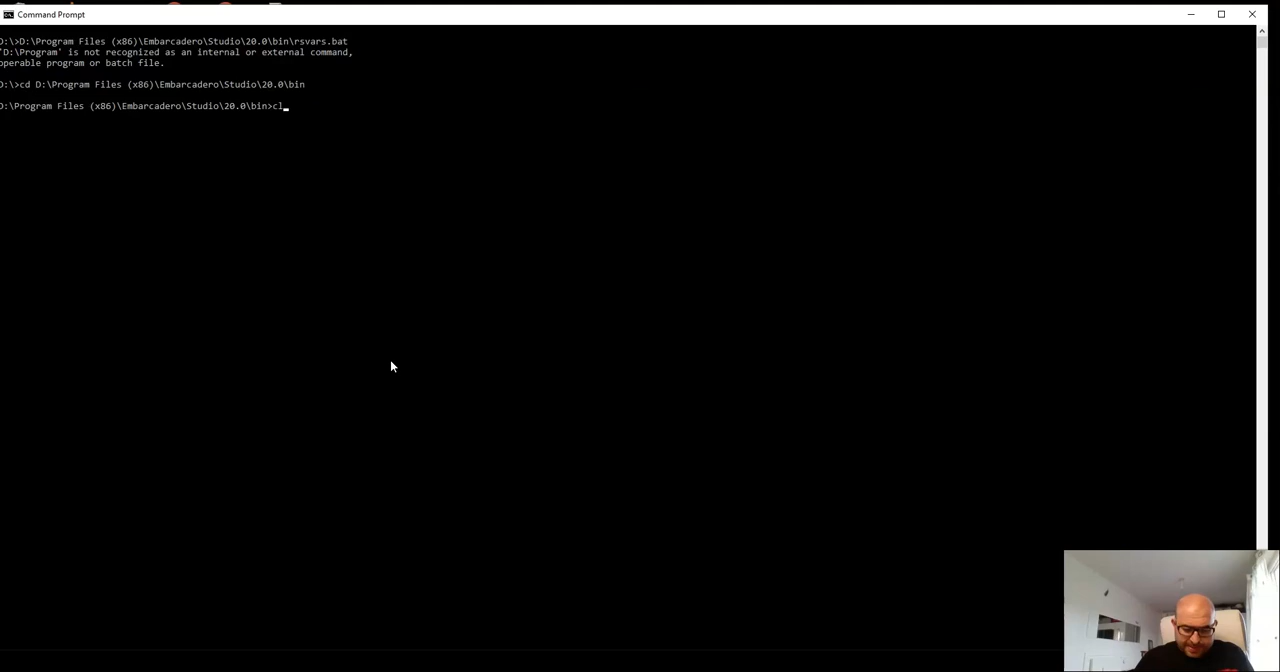 Command Prompt
D:\>D:\Program Files (x86)\Embarcadero\Studio\20.0\bin\rsvars.bat
'D:\Program' is not recognized as an internal or external command,
operable program or batch file.
D:\>cd D:\Program Files (x86)\Embarcadero\Studio\20.0\bin
D:\Program Files (x86)\Embarcadero\Studio\20.0\bin>cl